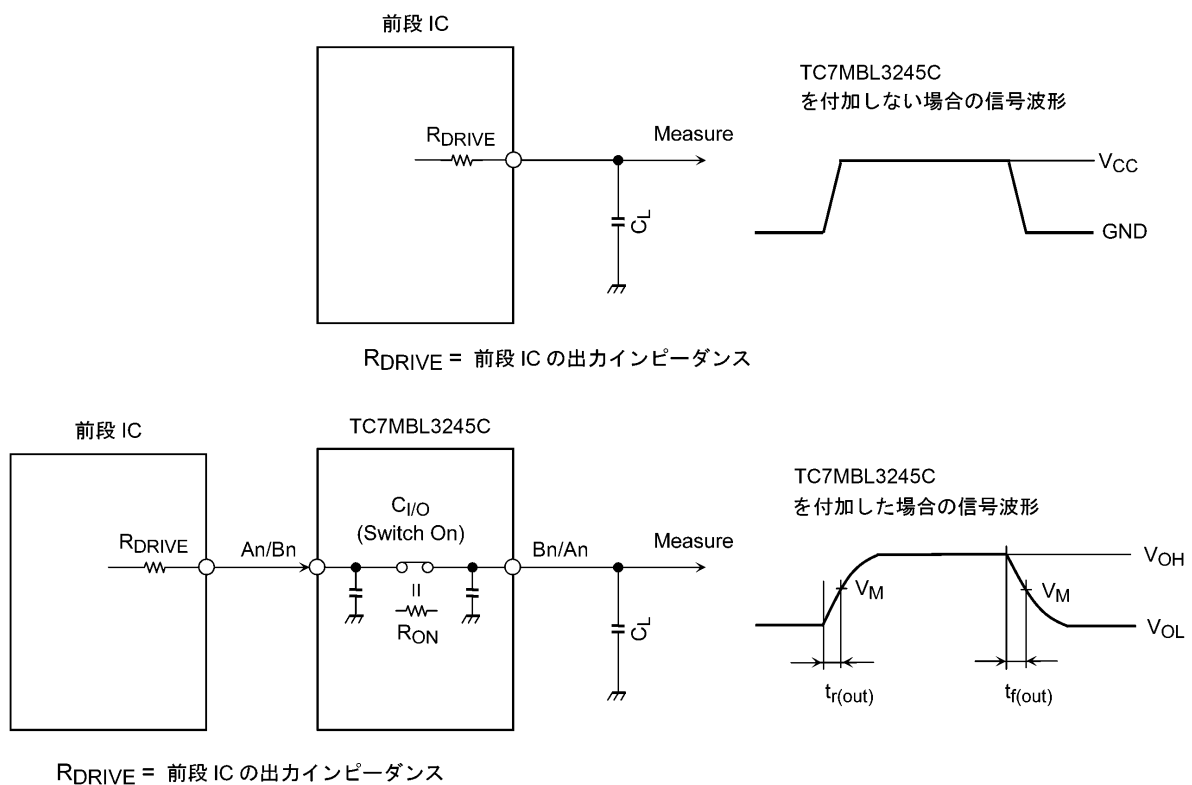 前段 IC
TC7MBL3245C
を付加しない場合の信号波形
RDRIVE
Measure
VCC
CL
GND
RDRIVE = 前段 IC の出力インピーダンス
前段 IC
TC7MBL3245C
TC7MBL3245C
を付加した場合の信号波形
CI/O
(Switch On)
RDRIVE
An/Bn
Bn/An
Measure
VOH
VM
VM
=
RON
CL
VOL
tr(out)
tf(out)
RDRIVE = 前段 IC の出力インピーダンス